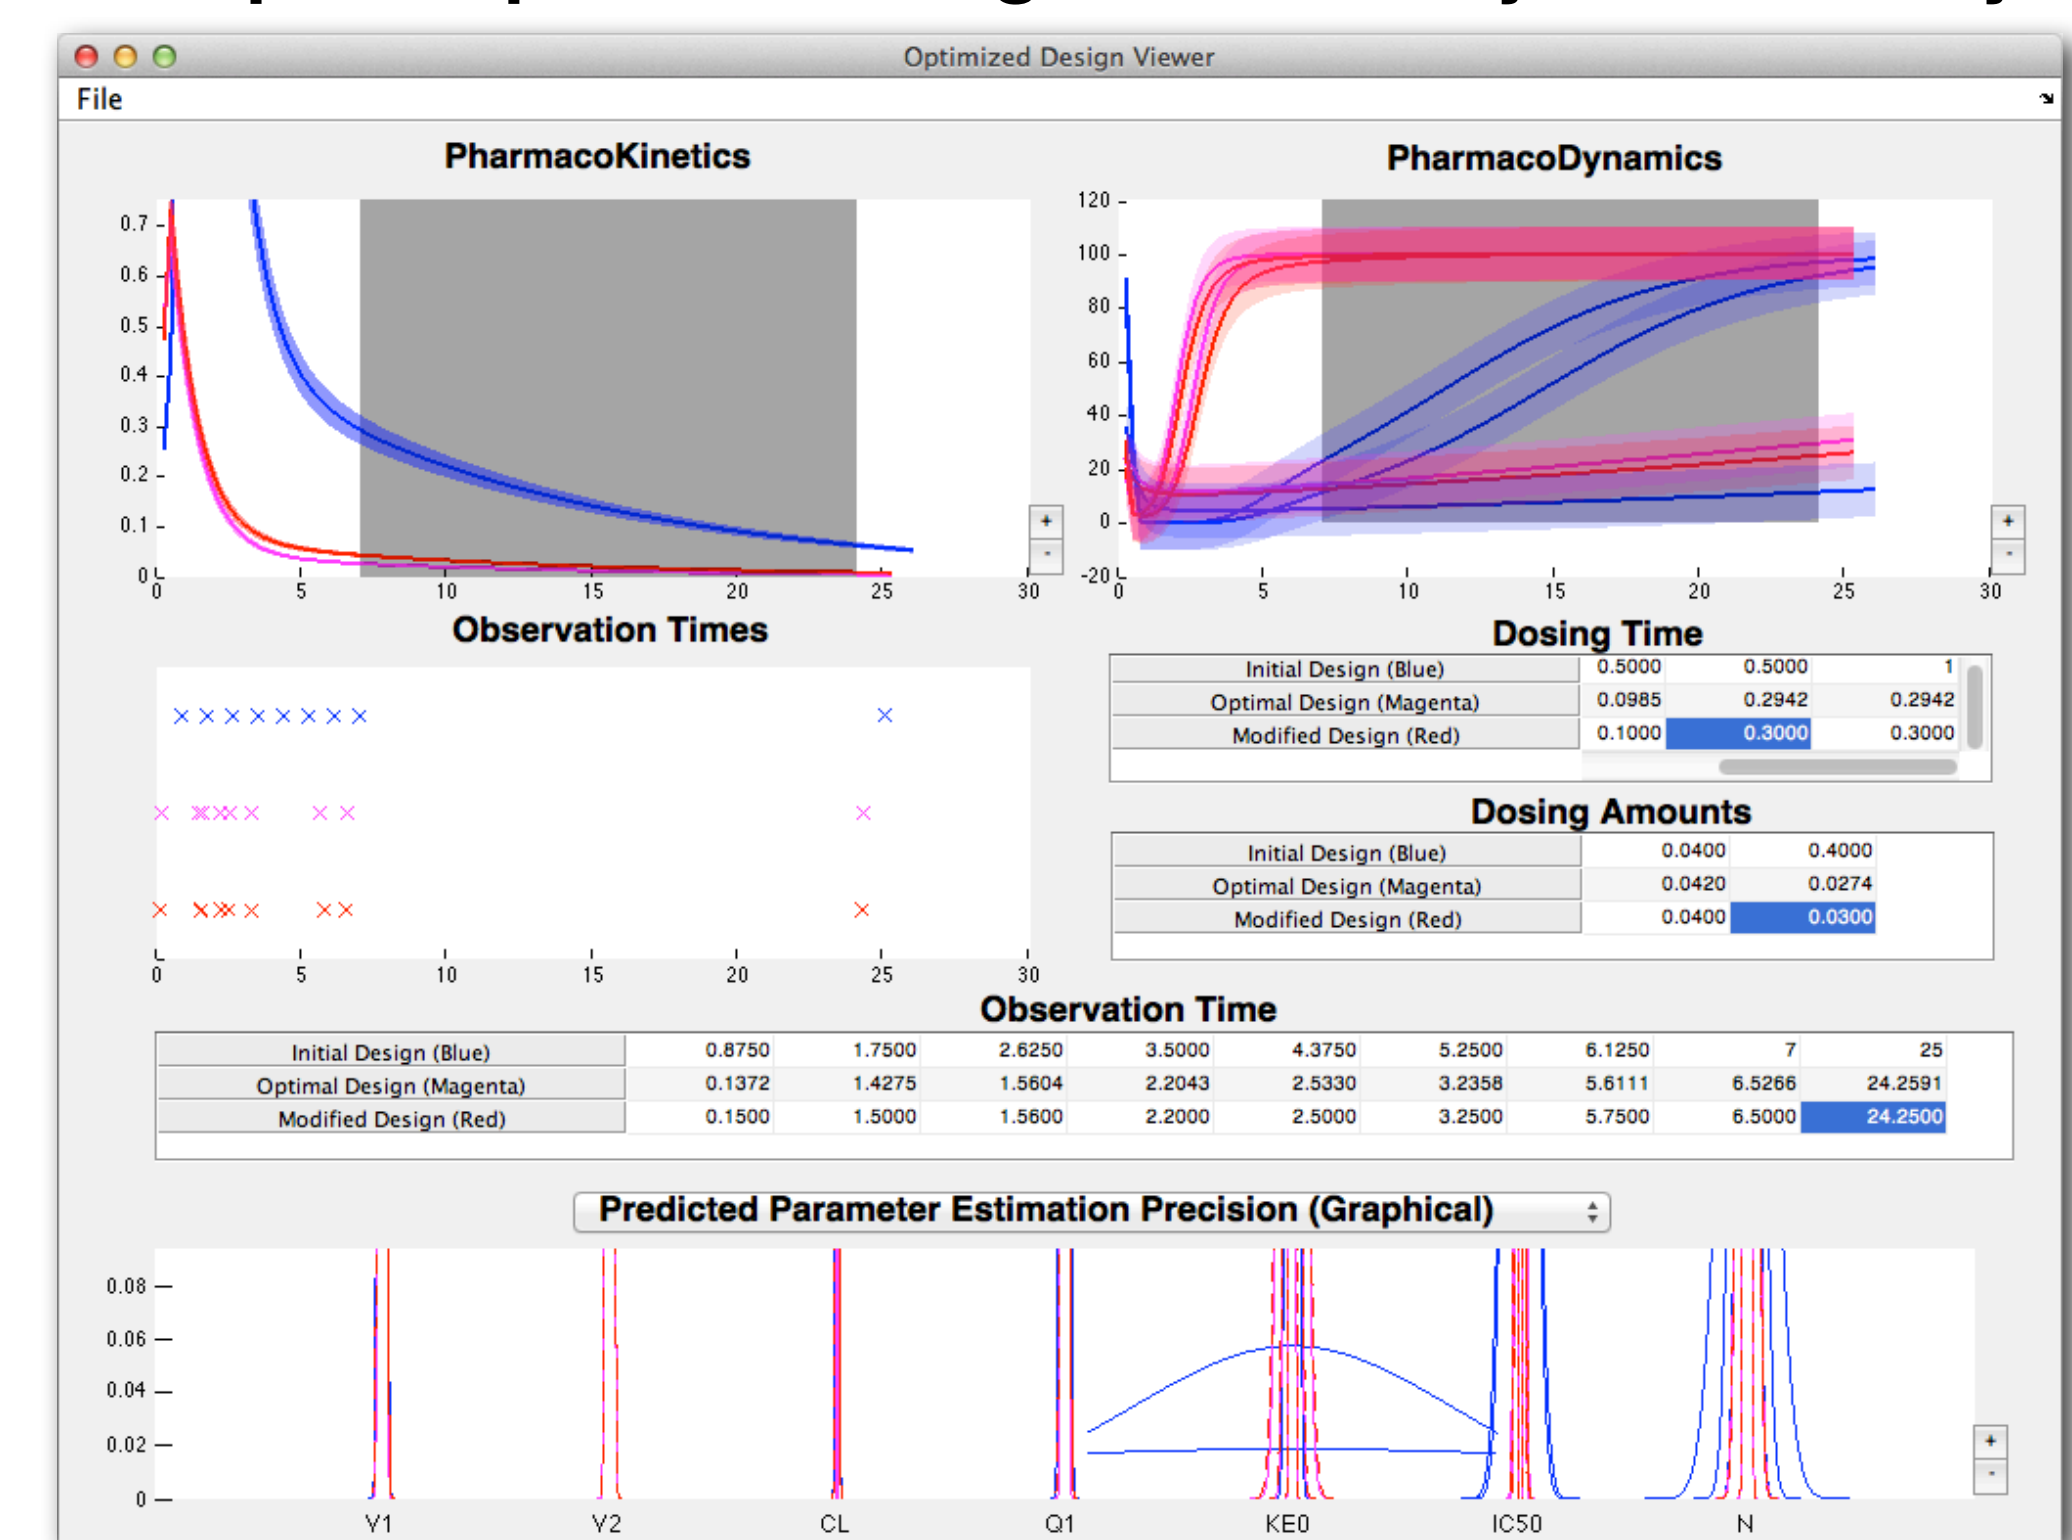 Optimized Design Viewer
File
PharmacoKinetics
0.7
0.6
0.5
0.4
0.3
0.2
0.1
0
0 5 10 15 20 25 30
+
-
PharmacoDynamics
120
100
80
60
40
20
0
-20
0 5 10 15 20 25 30
+
-
Observation Times
0 5 10 15 20 25 30
Dosing Time
Initial Design (Blue) 0.5000 0.5000 1
Optimal Design (Magenta) 0.0985 0.2942 0.2942
Modified Design (Red) 0.1000 0.3000 0.3000
Dosing Amounts
Initial Design (Blue) 0.0400 0.4000
Optimal Design (Magenta) 0.0420 0.0274
Modified Design (Red) 0.0400 0.0300
Observation Time
Initial Design (Blue) 0.8750 1.7500 2.6250 3.5000 4.3750 5.2500 6.1250 7 25
Optimal Design (Magenta) 0.1372 1.4275 1.5604 2.2043 2.5330 3.2358 5.6111 6.5266 24.2591
Modified Design (Red) 0.1500 1.5000 1.5600 2.2000 2.5000 3.2500 5.7500 6.5000 24.2500
Predicted Parameter Estimation Precision (Graphical)
0.08
0.06
0.04
0.02
0
V1 V2 CL Q1 KE0 IC50 N
+
-